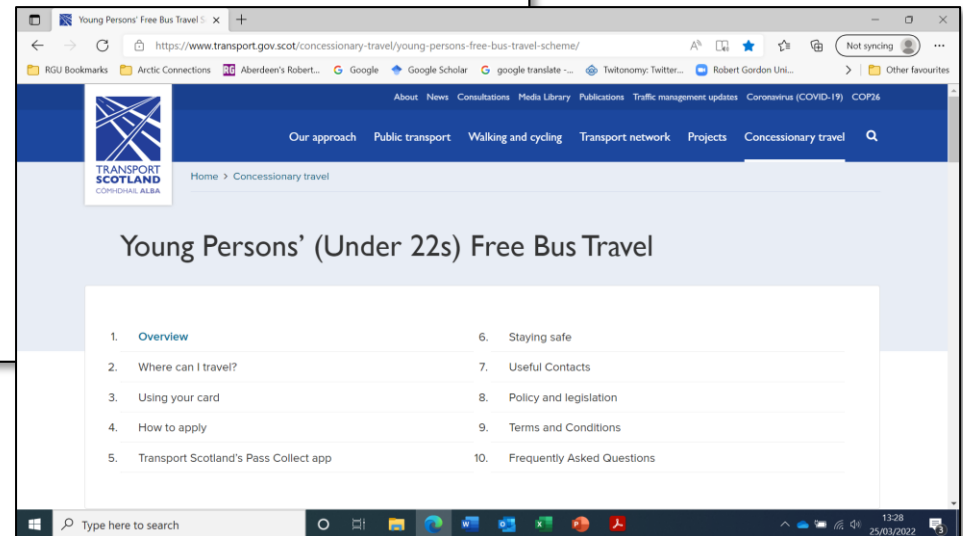 Young Persons' Free Bus Travel S
https://www.transport.gov.scot/concessionary-travel/young-persons-free-bus-travel-scheme/
Not syncing
RGU Bookmarks Arctic Connections RG Aberdeen's Robert... Google Google Scholar google translate -... Twitonomy: Twitter... Robert Gordon Uni... Other favourites
About News Consultations Media Library Publications Traffic management updates Coronavirus (COVID-19) COP26
Our approach Public transport Walking and cycling Transport network Projects Concessionary travel
TRANSPORT
SCOTLAND
CÒMHDHAIL ALBA
Home > Concessionary travel
Young Persons' (Under 22s) Free Bus Travel
1. Overview
2. Where can I travel?
3. Using your card
4. How to apply
5. Transport Scotland's Pass Collect app
6. Staying safe
7. Useful Contacts
8. Policy and legislation
9. Terms and Conditions
10. Frequently Asked Questions
Type here to search
13:28
25/03/2022
3